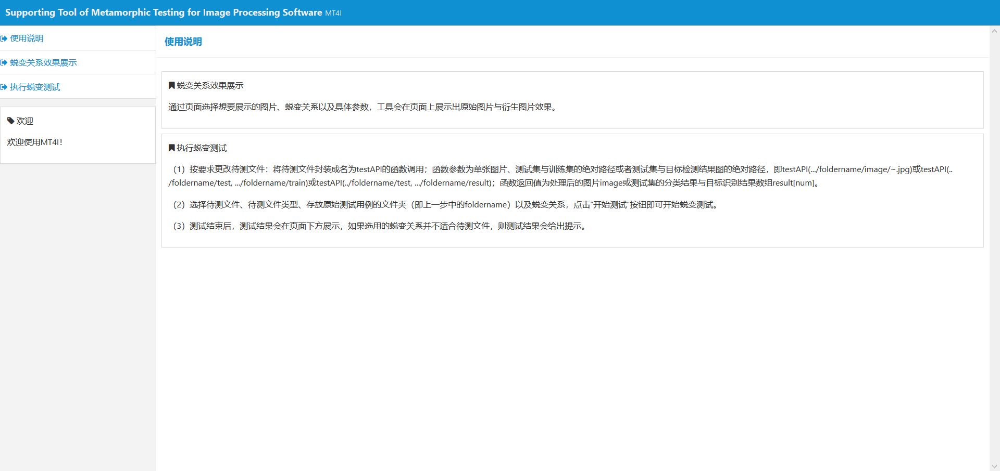 Supporting Tool of Metamorphic Testing for Image Processing Software MT4I
使用说明
蜕变关系效果展示
执行蜕变测试
欢迎
欢迎使用MT4I！
使用说明
蜕变关系效果展示
通过页面选择想要展示的图片、蜕变关系以及具体参数，工具会在页面上展示出原始图片与衍生图片效果。
执行蜕变测试
（1）按要求更改待测文件：将待测文件封装成名为testAPI的函数调用；函数参数为单张图片、测试集与训练集的绝对路径或者测试集与目标检测结果图的绝对路径，即testAPI(.../foldername/image/~.jpg)或testAPI(..
/foldername/test, .../foldername/train)或testAPI(../foldername/test, .../foldername/result)；函数返回值为处理后的图片image或测试集的分类结果与目标识别结果数组result[num]。
（2）选择待测文件、待测文件类型、存放原始测试用例的文件夹（即上一步中的foldername）以及蜕变关系，点击“开始测试”按钮即可开始蜕变测试。
（3）测试结束后，测试结果会在页面下方展示，如果选用的蜕变关系并不适合待测文件，则测试结果会给出提示。